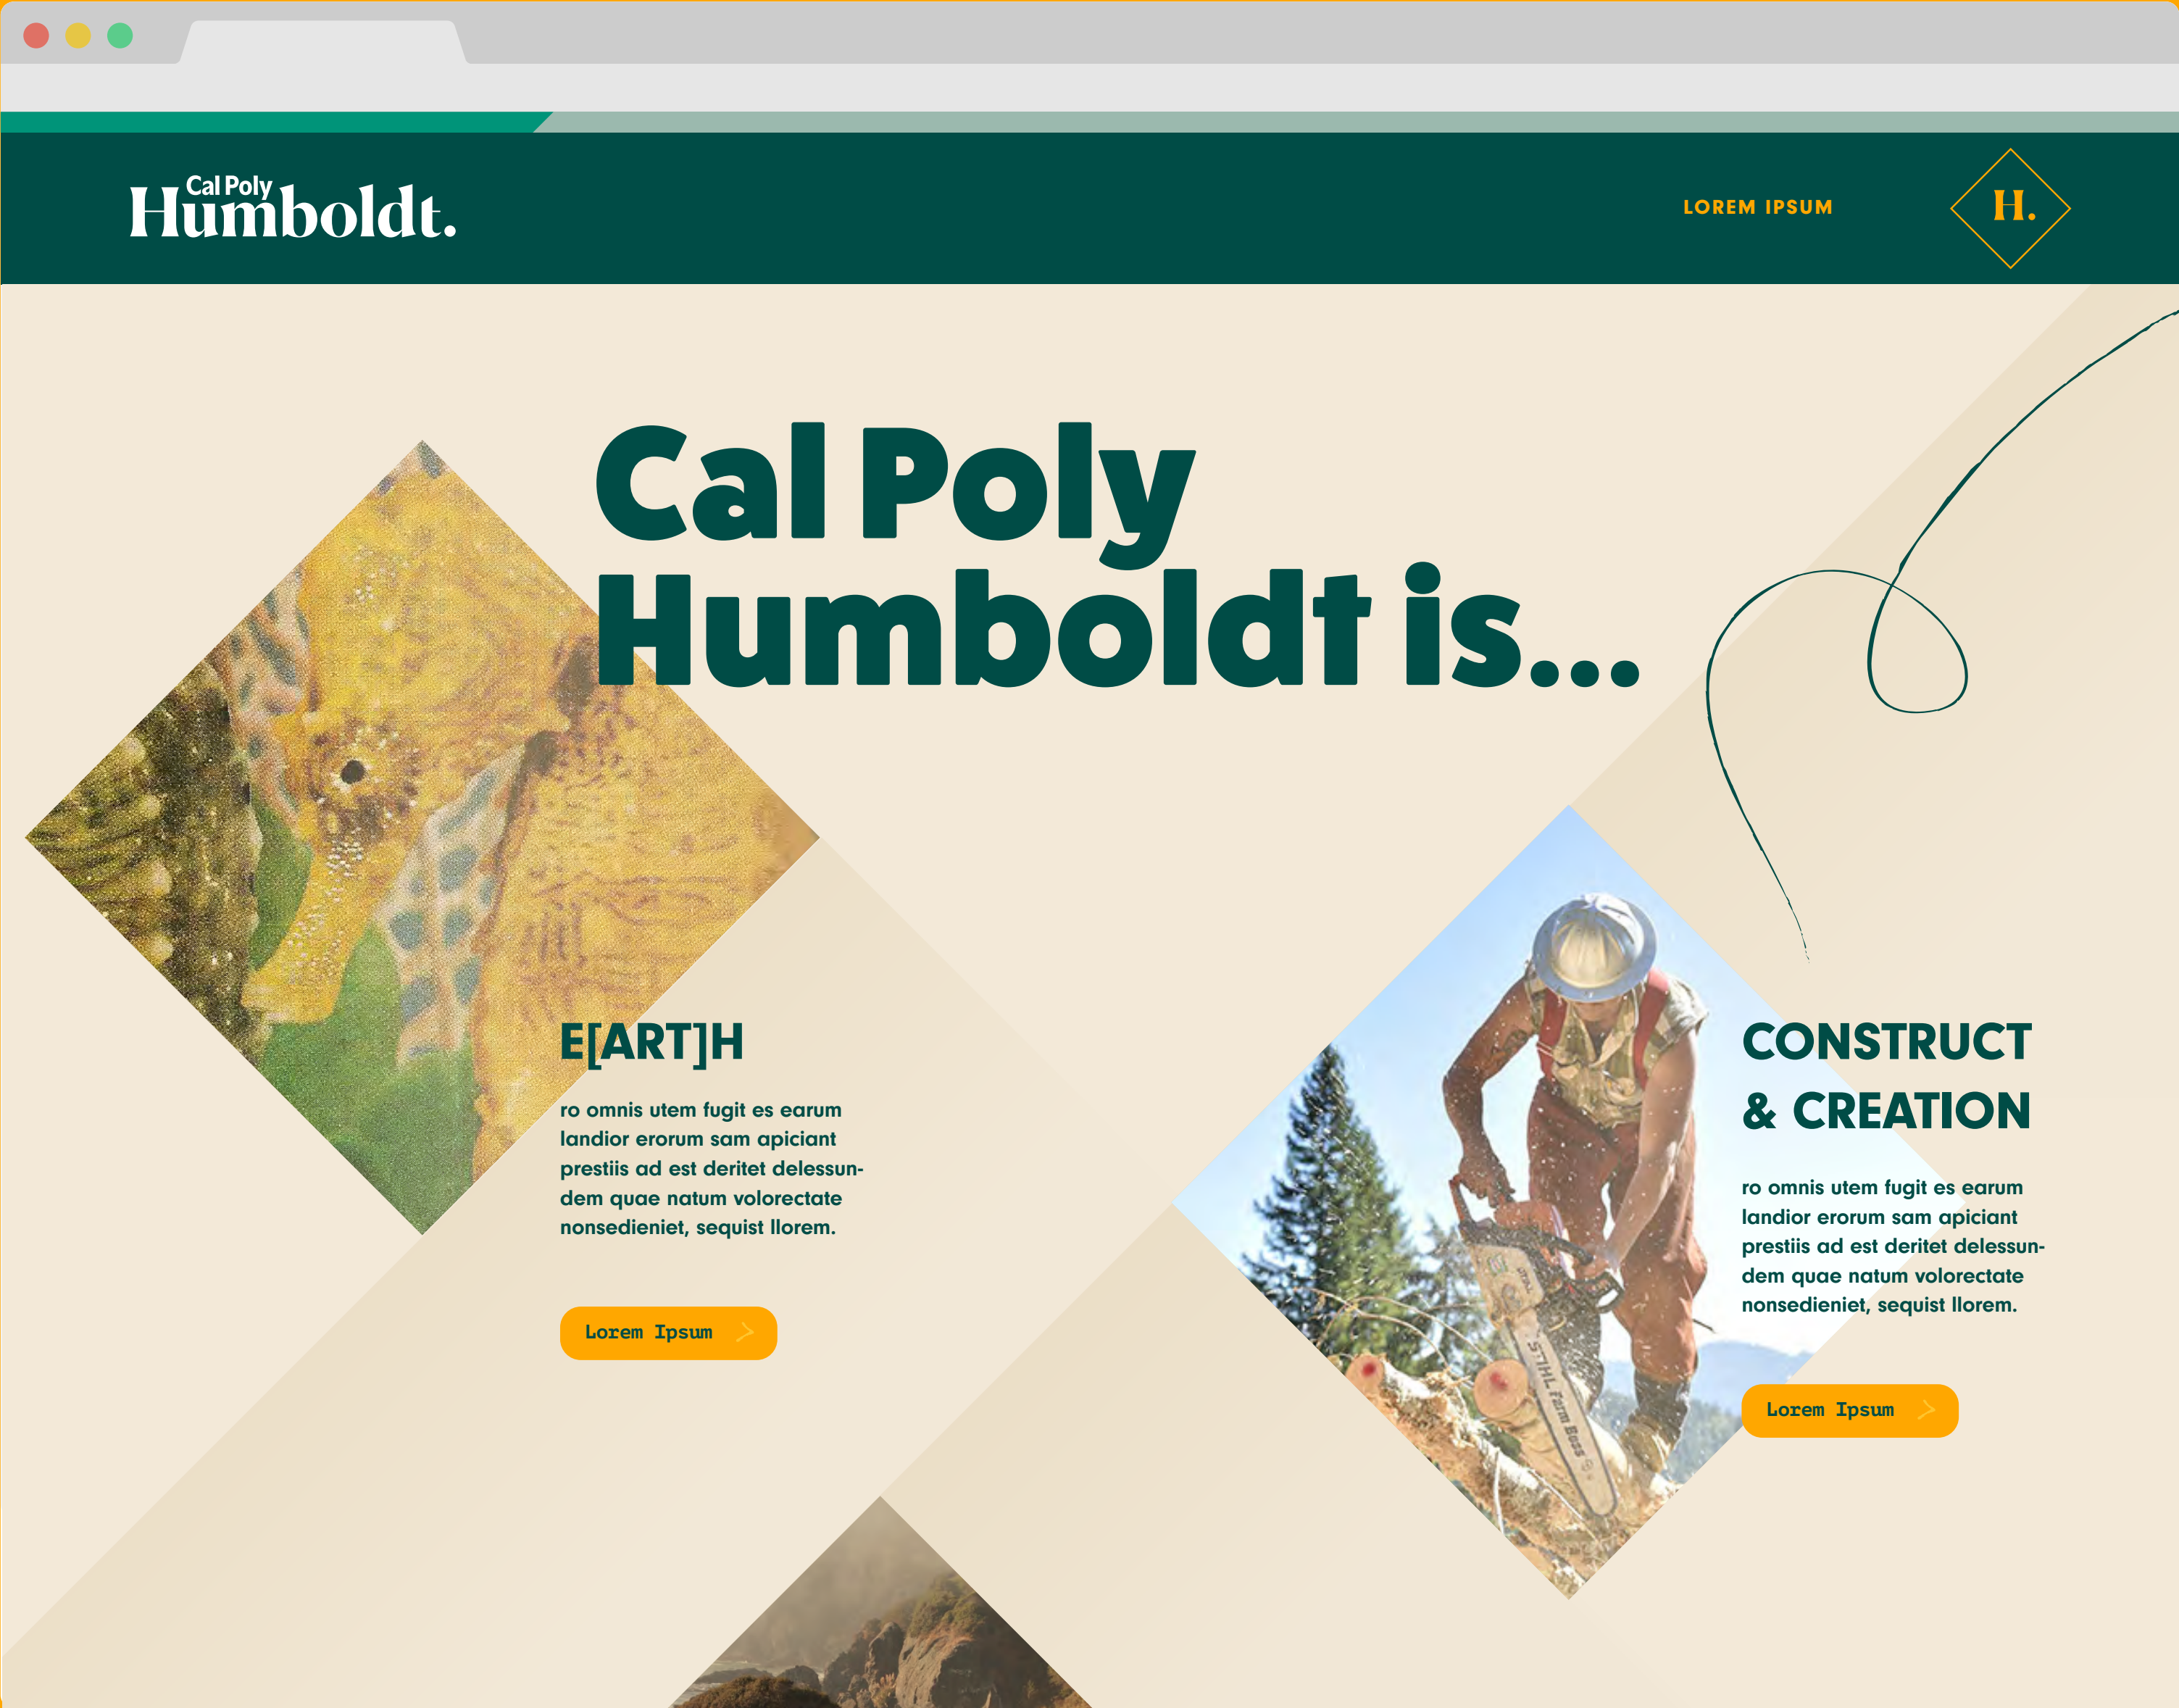 Cal Poly
Humboldt.
LOREM IPSUM
H.
Cal Poly
Humboldt is...
E[ART]H
ro omnis utem fugit es earum
landior erorum sam apiciant
prestiis ad est deritet delessun-
dem quae natum volorectate
nonsedieniet, sequist llorem.
Lorem Ipsum
CONSTRUCT
& CREATION
ro omnis utem fugit es earum
landior erorum sam apiciant
prestiis ad est deritet delessun-
dem quae natum volorectate
nonsedieniet, sequist llorem.
Lorem Ipsum
STIHL Farm Boss